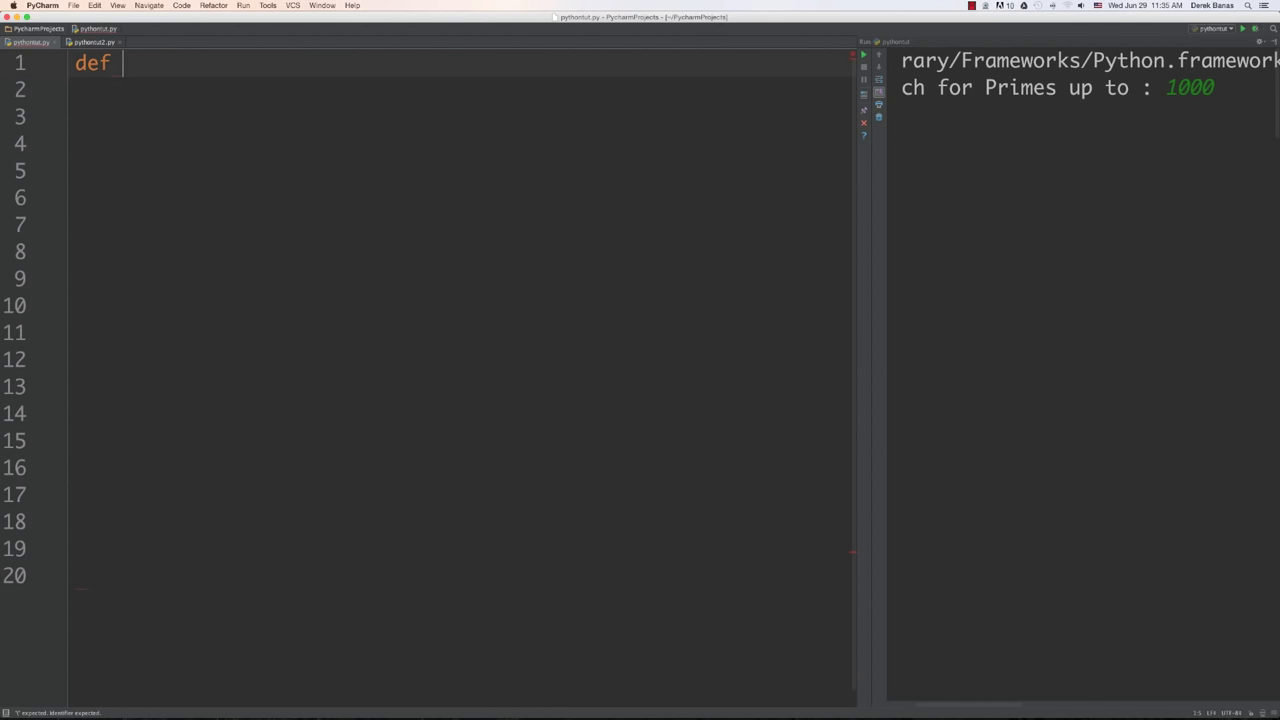 PyCharm File Edit View Navigate Code Refactor Run Tools VCS Window Help
10 Wed Jun 29 11:35 AM Derek Banas
pythontut.py - PycharmProjects - [~/PycharmProjects]
PycharmProjects pythontut.py
pythontut
pythontut.py pythontut2.py
Run: pythontut
1 def
2
3
4
5
6
7
8
9
10
11
12
13
14
15
16
17
18
19
20
rary/Frameworks/Python.framework
ch for Primes up to : 1000
'(' expected. Identifier expected.
1:5 LF÷ UTF-8÷